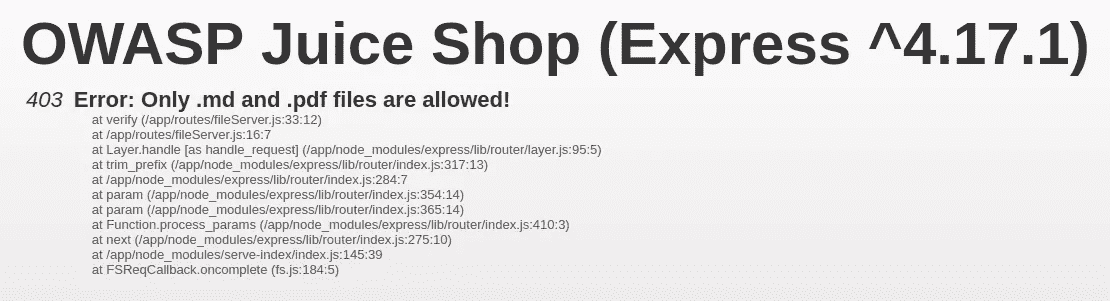 OWASP Juice Shop (Express ^4.17.1)
403 Error: Only .md and .pdf files are allowed!
at verify (/app/routes/fileServer.js:33:12)
at /app/routes/fileServer.js:16:7
at Layer.handle [as handle_request] (/app/node_modules/express/lib/router/layer.js:95:5)
at trim_prefix (/app/node_modules/express/lib/router/index.js:317:13)
at /app/node_modules/express/lib/router/index.js:284:7
at param (/app/node_modules/express/lib/router/index.js:354:14)
at param (/app/node_modules/express/lib/router/index.js:365:14)
at Function.process_params (/app/node_modules/express/lib/router/index.js:410:3)
at next (/app/node_modules/express/lib/router/index.js:275:10)
at /app/node_modules/serve-index/index.js:145:39
at FSReqCallback.oncomplete (fs.js:184:5)